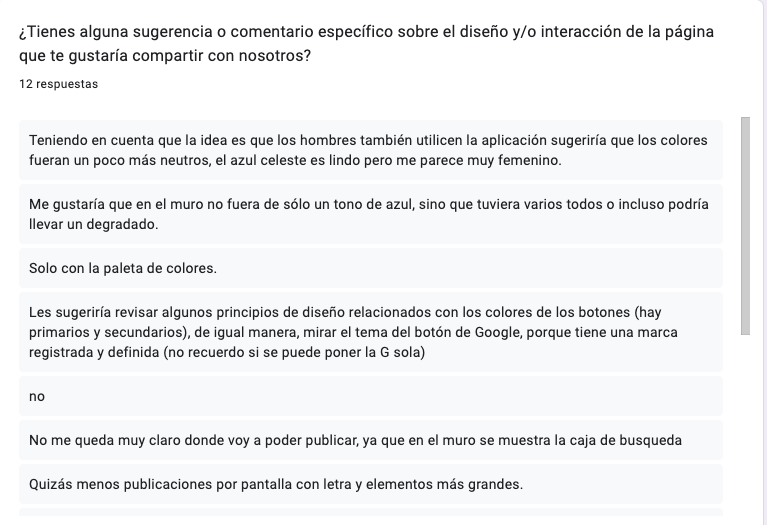 ¿Tienes alguna sugerencia o comentario específico sobre el diseño y/o interacción de la página
que te gustaría compartir con nosotros?
12 respuestas
Teniendo en cuenta que la idea es que los hombres también utilicen la aplicación sugeriría que los colores
fueran un poco más neutros, el azul celeste es lindo pero me parece muy femenino.
Me gustaría que en el muro no fuera de sólo un tono de azul, sino que tuviera varios todos o incluso podría
llevar un degradado.
Solo con la paleta de colores.
Les sugeriría revisar algunos principios de diseño relacionados con los colores de los botones (hay
primarios y secundarios), de igual manera, mirar el tema del botón de Google, porque tiene una marca
registrada y definida (no recuerdo si se puede poner la G sola)
no
No me queda muy claro donde voy a poder publicar, ya que en el muro se muestra la caja de busqueda
Quizás menos publicaciones por pantalla con letra y elementos más grandes.